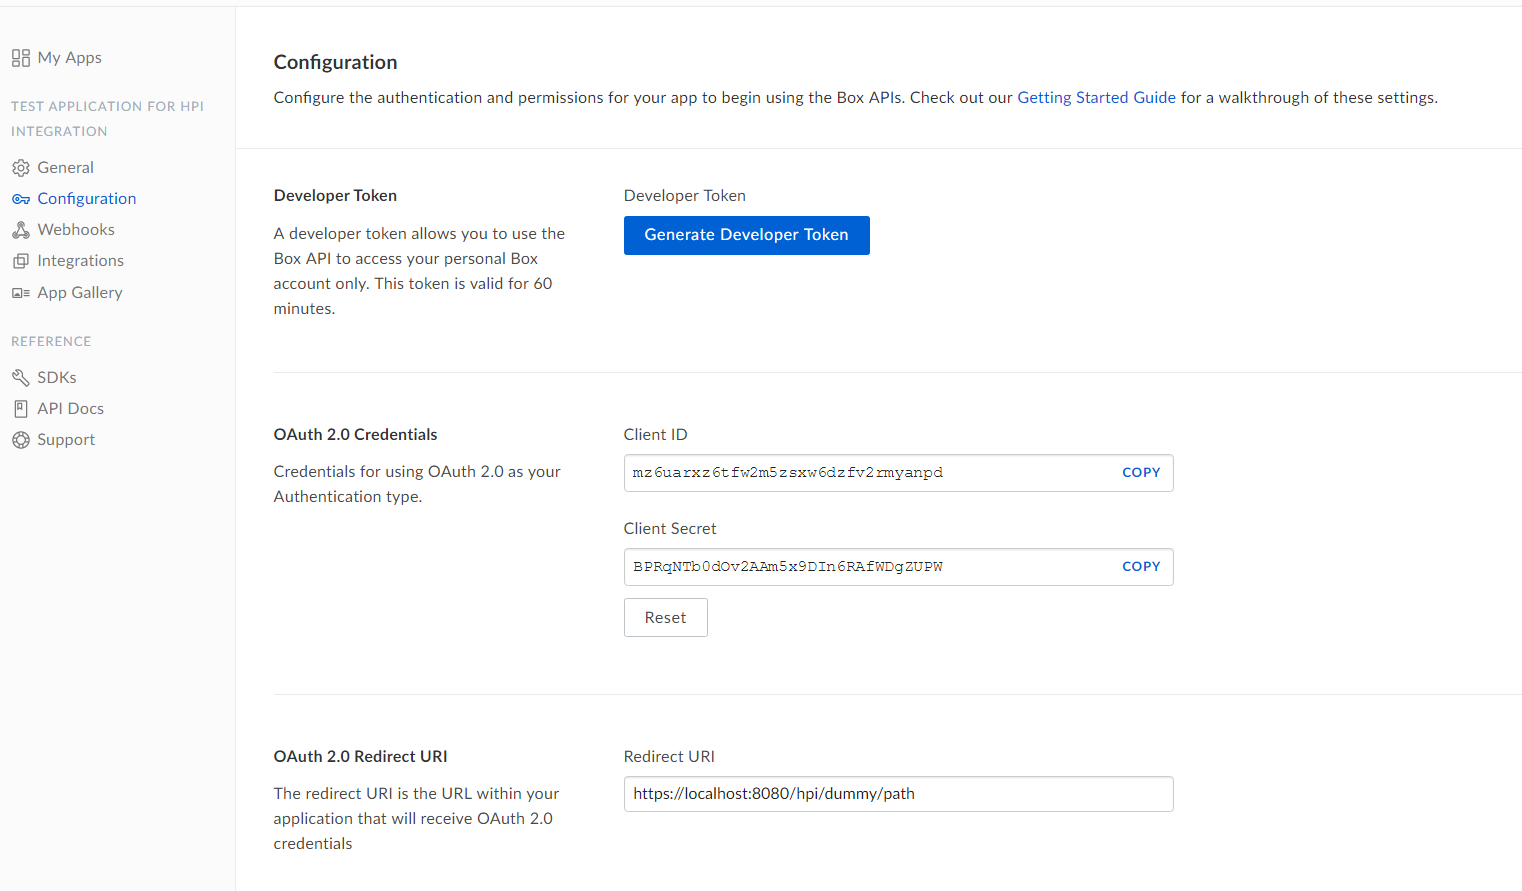 My Apps
TEST APPLICATION FOR HPI
INTEGRATION
General
Configuration
Webhooks
Integrations
App Gallery
REFERENCE
SDKs
API Docs
Support
Configuration
Configure the authentication and permissions for your app to begin using the Box APIs. Check out our Getting Started Guide for a walkthrough of these settings.
Developer Token
A developer token allows you to use the
Box API to access your personal Box
account only. This token is valid for 60
minutes.
Developer Token
Generate Developer Token
OAuth 2.0 Credentials
Credentials for using OAuth 2.0 as your
Authentication type.
Client ID
mz6uarxz6tfw2m5zsxw6dzfv2rmyanpd COPY
Client Secret
BPRqNTb0dOv2AAm5x9DIn6RAfWDgZUPW COPY
Reset
OAuth 2.0 Redirect URI
The redirect URI is the URL within your
application that will receive OAuth 2.0
credentials
Redirect URI
https://localhost:8080/hpi/dummy/path